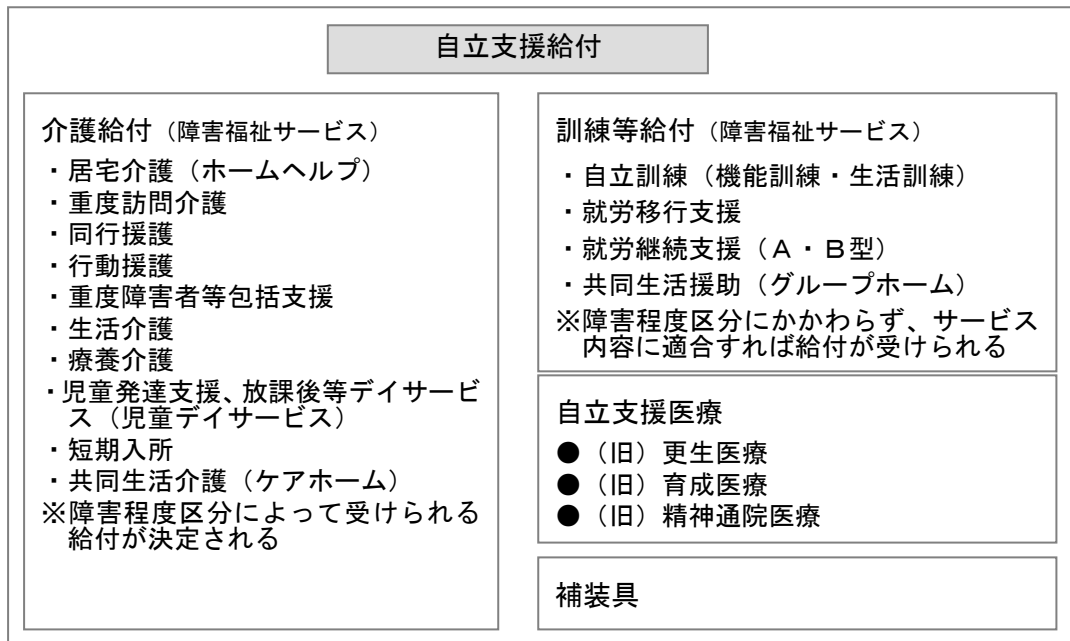 自立支援給付
介護給付（障害福祉サービス）
・居宅介護（ホームヘルプ）
・重度訪問介護
・同行援護
・行動援護
・重度障害者等包括支援
・生活介護
・療養介護
・児童発達支援、放課後等デイサービ
ス（児童デイサービス）
・短期入所
・共同生活介護（ケアホーム）
※障害程度区分によって受けられる
給付が決定される
訓練等給付（障害福祉サービス）
・自立訓練（機能訓練・生活訓練）
・就労移行支援
・就労継続支援（Ａ・Ｂ型）
・共同生活援助（グループホーム）
※障害程度区分にかかわらず、サービス
内容に適合すれば給付が受けられる
自立支援医療
●（旧）更生医療
●（旧）育成医療
●（旧）精神通院医療
補装具